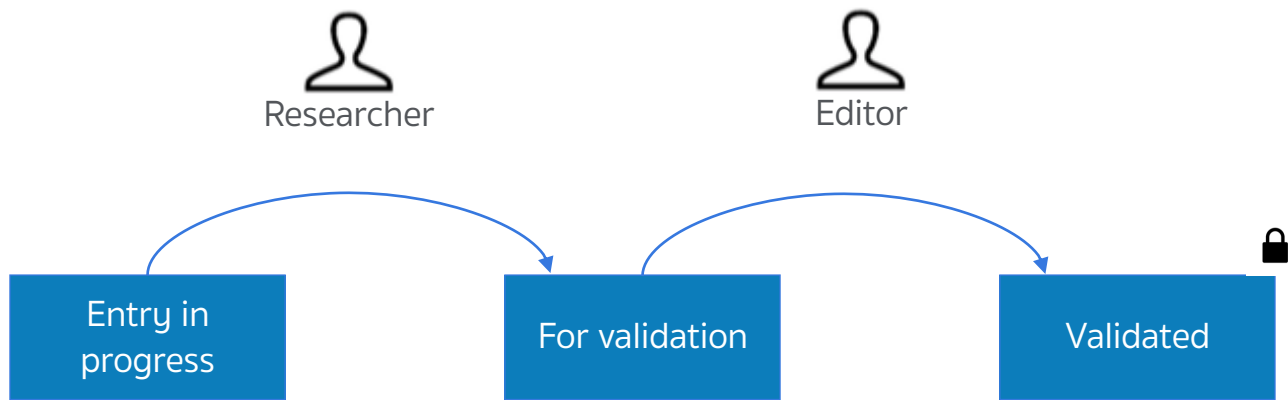 Researcher
Editor
Entry in
progress
For validation
Validated